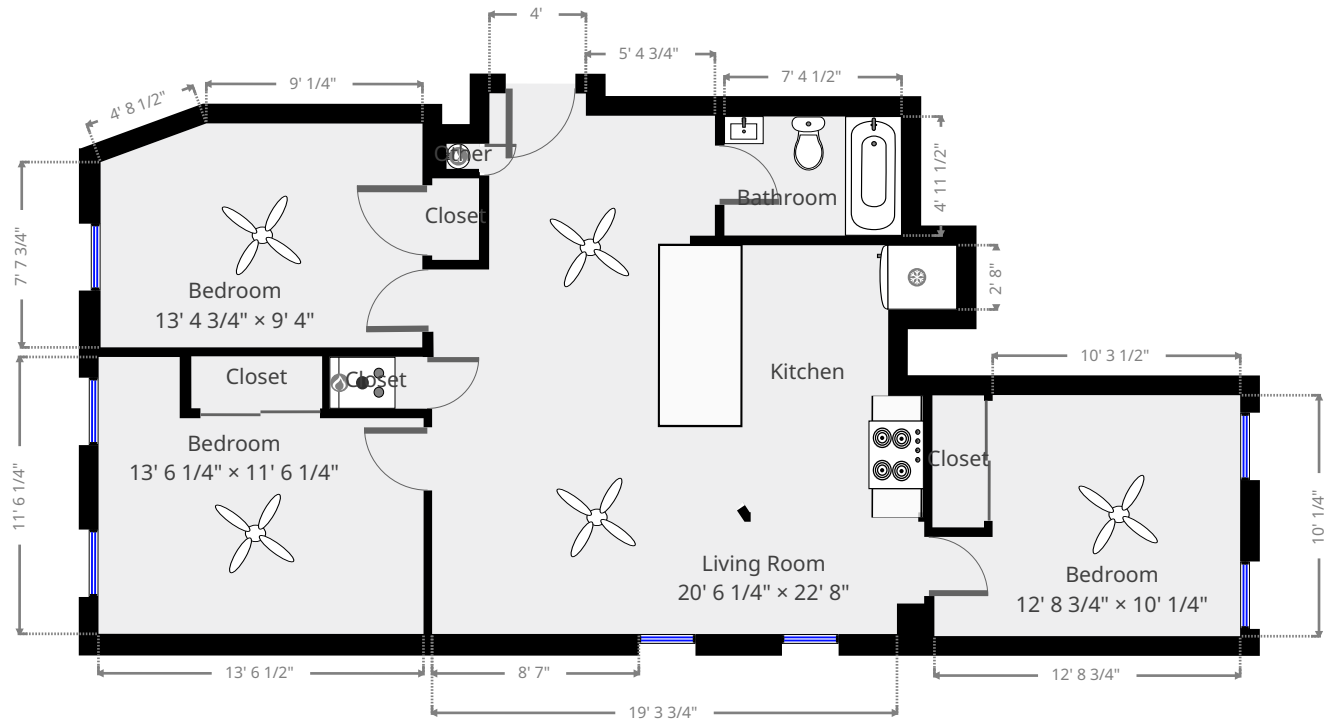 4'
5' 4 3/4"
7' 4 1/2"
9' 1/4"
4' 8 1/2"
Other
4' 11 1/2"
Bathroom
Closet
7' 7 3/4"
2' 8"
Bedroom
13' 4 3/4" × 9' 4"
10' 3 1/2"
Kitchen
Closet
Closet
Bedroom
13' 6 1/4" × 11' 6 1/4"
Closet
11' 6 1/4"
10' 1/4"
Living Room
20' 6 1/4" × 22' 8"
Bedroom
12' 8 3/4" × 10' 1/4"
13' 6 1/2"
8' 7"
12' 8 3/4"
19' 3 3/4"